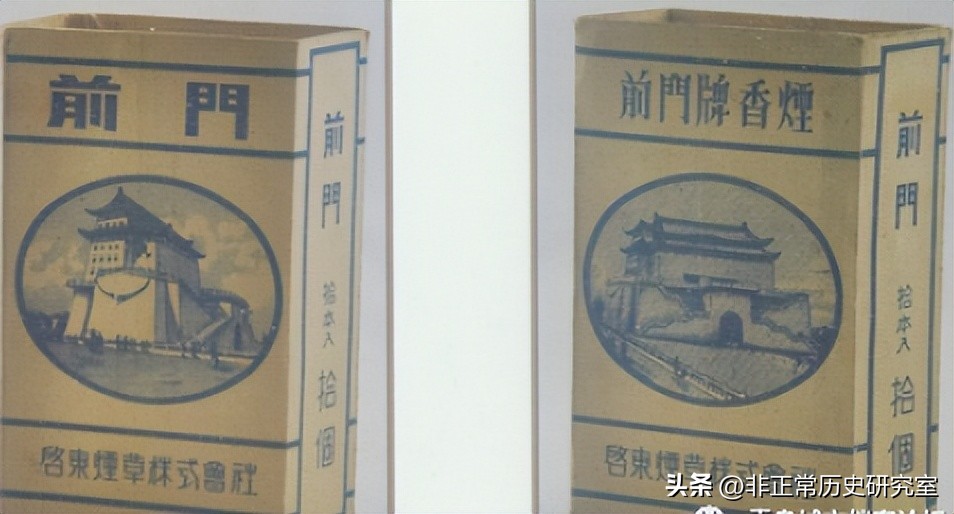 前門
前門
拾本入
拾個
啓東煙草株式會社
前門牌香煙
前門
拾本入
拾個
啓東煙草株式會社
头条 @非正常历史研究室